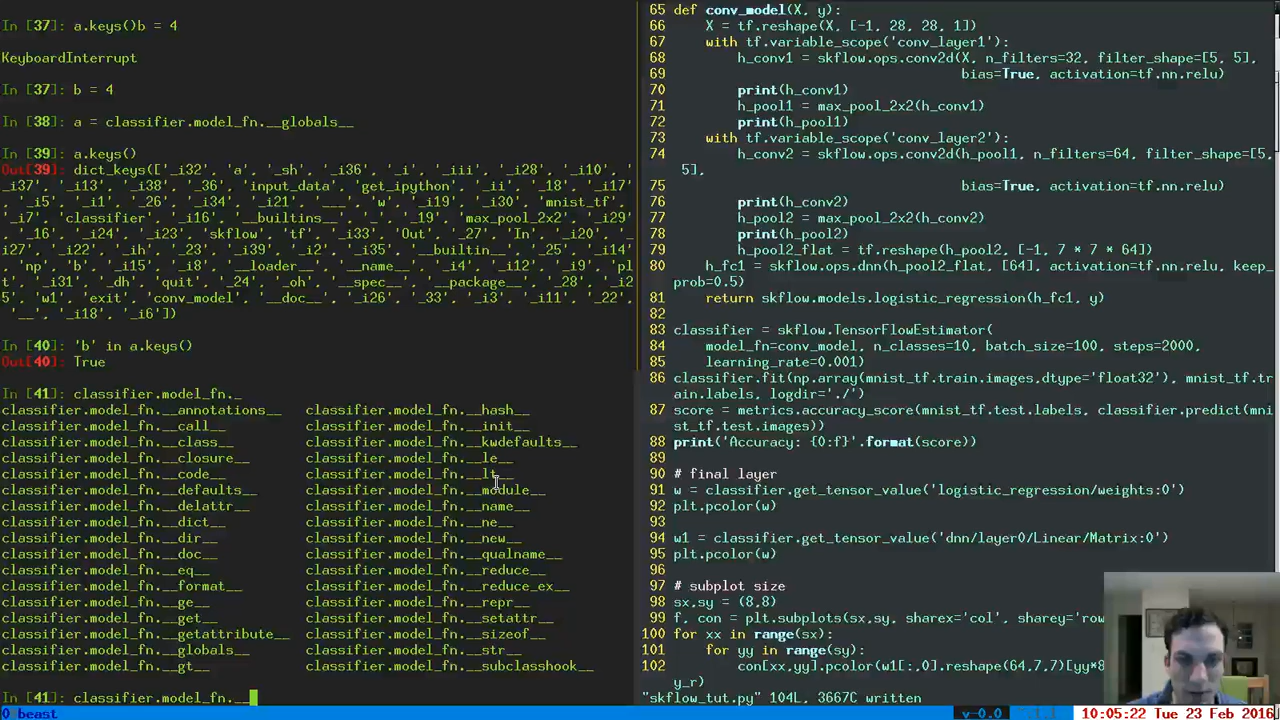 In [37]: a.keys()b = 4
KeyboardInterrupt
In [37]: b = 4
In [38]: a = classifier.model_fn.__globals__
In [39]: a.keys()
Out[39]: dict_keys(['_i32', 'a', '_sh', '_i36', '_i', '_iii', '_i28', '_i10',
'_i37', '_i13', '_i38', '_36', 'input_data', 'get_ipython', '_ii', '_18', '_i17',
'_i5', '_i1', '_26', '_i34', '_i21', '___', 'w', '_i19', '_i30', 'mnist_tf',
'_i7', 'classifier', '_i16', '__builtins__', '_', '_19', 'max_pool_2x2', '_i29',
'_16', '_i24', '_i23', 'skflow', 'tf', '_i33', 'Out', '_27', 'In', '_i20', '_
i27', '_i22', '_ih', '_23', '_i39', '_i2', '_i35', '__builtin__', '_25', '_i14',
'np', 'b', '_i15', '_i8', '__loader__', '__name__', '_i4', '_i12', '_i9', 'pl
t', '_i31', '_dh', 'quit', '_24', '_oh', '__spec__', '__package__', '_28', '_i2
5', 'w1', 'exit', 'conv_model', '__doc__', '_i26', '_33', '_i3', '_i11', '_22',
'__', '_i18', '_i6'])
In [40]: 'b' in a.keys()
Out[40]: True
In [41]: classifier.model_fn._
classifier.model_fn.__annotations__ classifier.model_fn.__hash__
classifier.model_fn.__call__ classifier.model_fn.__init__
classifier.model_fn.__class__ classifier.model_fn.__kwdefaults__
classifier.model_fn.__closure__ classifier.model_fn.__le__
classifier.model_fn.__code__ classifier.model_fn.__lt__
classifier.model_fn.__defaults__ classifier.model_fn.__module__
classifier.model_fn.__delattr__ classifier.model_fn.__name__
classifier.model_fn.__dict__ classifier.model_fn.__ne__
classifier.model_fn.__dir__ classifier.model_fn.__new__
classifier.model_fn.__doc__ classifier.model_fn.__qualname__
classifier.model_fn.__eq__ classifier.model_fn.__reduce__
classifier.model_fn.__format__ classifier.model_fn.__reduce_ex__
classifier.model_fn.__ge__ classifier.model_fn.__repr__
classifier.model_fn.__get__ classifier.model_fn.__setattr__
classifier.model_fn.__getattribute__ classifier.model_fn.__sizeof__
classifier.model_fn.__globals__ classifier.model_fn.__str__
classifier.model_fn.__gt__ classifier.model_fn.__subclasshook__
In [41]: classifier.model_fn.__
65 def conv_model(X, y):
66 X = tf.reshape(X, [-1, 28, 28, 1])
67 with tf.variable_scope('conv_layer1'):
68 h_conv1 = skflow.ops.conv2d(X, n_filters=32, filter_shape=[5, 5],
69 bias=True, activation=tf.nn.relu)
70 print(h_conv1)
71 h_pool1 = max_pool_2x2(h_conv1)
72 print(h_pool1)
73 with tf.variable_scope('conv_layer2'):
74 h_conv2 = skflow.ops.conv2d(h_pool1, n_filters=64, filter_shape=[5,
5],
75 bias=True, activation=tf.nn.relu)
76 print(h_conv2)
77 h_pool2 = max_pool_2x2(h_conv2)
78 print(h_pool2)
79 h_pool2_flat = tf.reshape(h_pool2, [-1, 7 * 7 * 64])
80 h_fc1 = skflow.ops.dnn(h_pool2_flat, [64], activation=tf.nn.relu, keep_
prob=0.5)
81 return skflow.models.logistic_regression(h_fc1, y)
82
83 classifier = skflow.TensorFlowEstimator(
84 model_fn=conv_model, n_classes=10, batch_size=100, steps=2000,
85 learning_rate=0.001)
86 classifier.fit(np.array(mnist_tf.train.images,dtype='float32'), mnist_tf.tr
ain.labels, logdir='./')
87 score = metrics.accuracy_score(mnist_tf.test.labels, classifier.predict(mni
st_tf.test.images))
88 print('Accuracy: {0:f}'.format(score))
89
90 # final layer
91 w = classifier.get_tensor_value('logistic_regression/weights:0')
92 plt.pcolor(w)
93
94 w1 = classifier.get_tensor_value('dnn/layer0/Linear/Matrix:0')
95 plt.pcolor(w)
96
97 # subplot size
98 sx,sy = (8,8)
99 f, con = plt.subplots(sx,sy, sharex='col', sharey='row
100 for xx in range(sx):
101 for yy in range(sy):
102 con[xx,yy].pcolor(w1[:,0].reshape(64,7,7)[yy*8
y_r)
"skflow_tut.py" 104L, 3667C written
0 beast v-0.0 1.1 10:05:22 Tue 23 Feb 2016